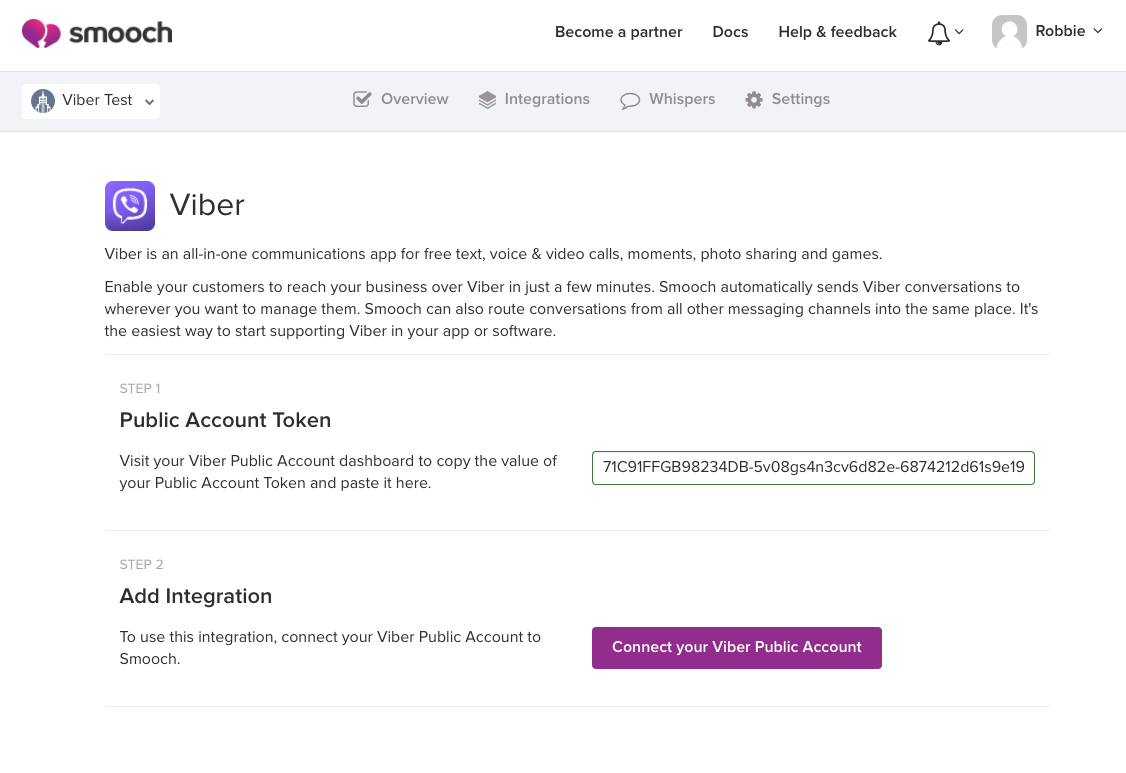 smooch
Become a partner
Docs
Help & feedback
Robbie
Viber Test
Overview
Integrations
Whispers
Settings
Viber
Viber is an all-in-one communications app for free text, voice & video calls, moments, photo sharing and games.
Enable your customers to reach your business over Viber in just a few minutes. Smooch automatically sends Viber conversations to
wherever you want to manage them. Smooch can also route conversations from all other messaging channels into the same place. It's
the easiest way to start supporting Viber in your app or software.
STEP 1
Public Account Token
Visit your Viber Public Account dashboard to copy the value of
your Public Account Token and paste it here.
71C91FFGB98234DB-5v08gs4n3cv6d82e-6874212d61s9e19
STEP 2
Add Integration
To use this integration, connect your Viber Public Account to
Smooch.
Connect your Viber Public Account